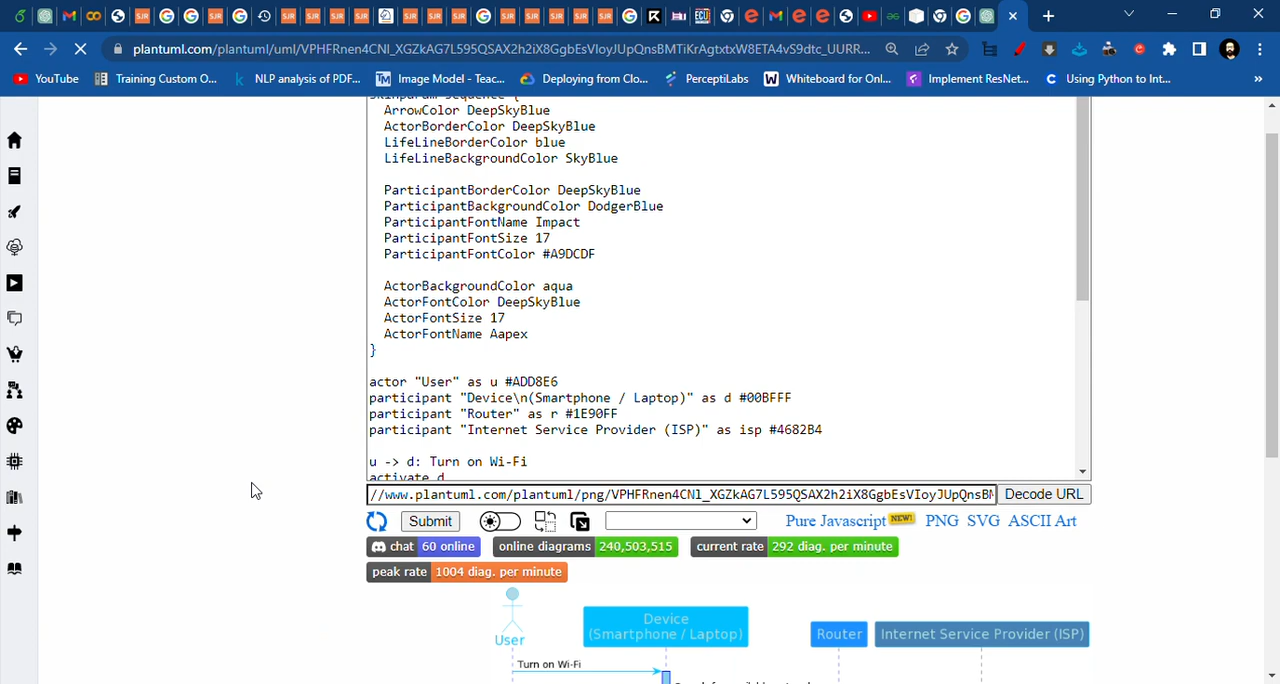 plantuml.com/plantuml/uml/VPHFRnen4CNl_XGZkAG7L595QSAX2h2iX8GgbEsVIoyJUpQnsBMTiKrAgtxtxW8ETA4vS9dtc_UURR...
YouTube Training Custom O... NLP analysis of PDF... Image Model - Teac... Deploying from Clo... PerceptiLabs Whiteboard for Onl... Implement ResNet... Using Python to Int... »
ArrowColor DeepSkyBlue
ActorBorderColor DeepSkyBlue
LifeLineBorderColor blue
LifeLineBackgroundColor SkyBlue
ParticipantBorderColor DeepSkyBlue
ParticipantBackgroundColor DodgerBlue
ParticipantFontName Impact
ParticipantFontSize 17
ParticipantFontColor #A9DCDF
ActorBackgroundColor aqua
ActorFontColor DeepSkyBlue
ActorFontSize 17
ActorFontName Aapex
}
actor "User" as u #ADD8E6
participant "Device\n(Smartphone / Laptop)" as d #00BFFF
participant "Router" as r #1E90FF
participant "Internet Service Provider (ISP)" as isp #4682B4
u -> d: Turn on Wi-Fi
activate d
//www.plantuml.com/plantuml/png/VPHFRnen4CNl_XGZkAG7L595QSAX2h2iX8GgbEsVIoyJUpQnsB Decode URL
Submit Pure Javascript NEW! PNG SVG ASCII Art
chat 60 online online diagrams 240,503,515 current rate 292 diag. per minute
peak rate 1004 diag. per minute
Device
(Smartphone / Laptop)
User Router Internet Service Provider (ISP)
Turn on Wi-Fi